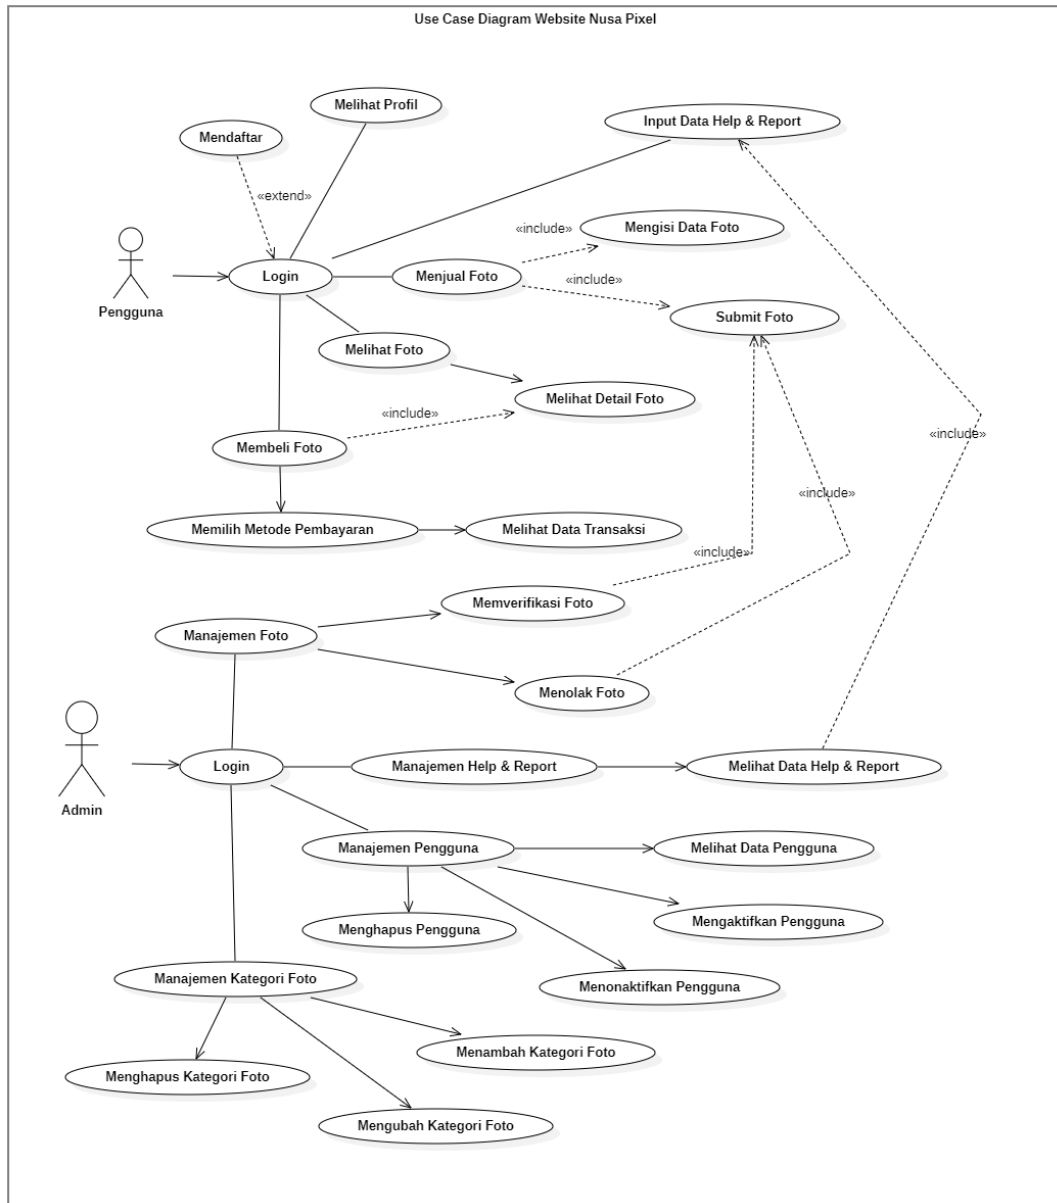 Use Case Diagram Website Nusa Pixel
Melihat Profil
Input Data Help & Report
Mendaftar
«extend»
Mengisi Data Foto
«include»
Pengguna
Login
Menjual Foto
«include»
Submit Foto
Melihat Foto
Melihat Detail Foto
«include»
Membeli Foto
«include»
«include»
Memilih Metode Pembayaran
Melihat Data Transaksi
«include»
Memverifikasi Foto
Manajemen Foto
Menolak Foto
Admin
Login
Manajemen Help & Report
Melihat Data Help & Report
Manajemen Pengguna
Melihat Data Pengguna
Menghapus Pengguna
Mengaktifkan Pengguna
Menonaktifkan Pengguna
Manajemen Kategori Foto
Menambah Kategori Foto
Menghapus Kategori Foto
Mengubah Kategori Foto